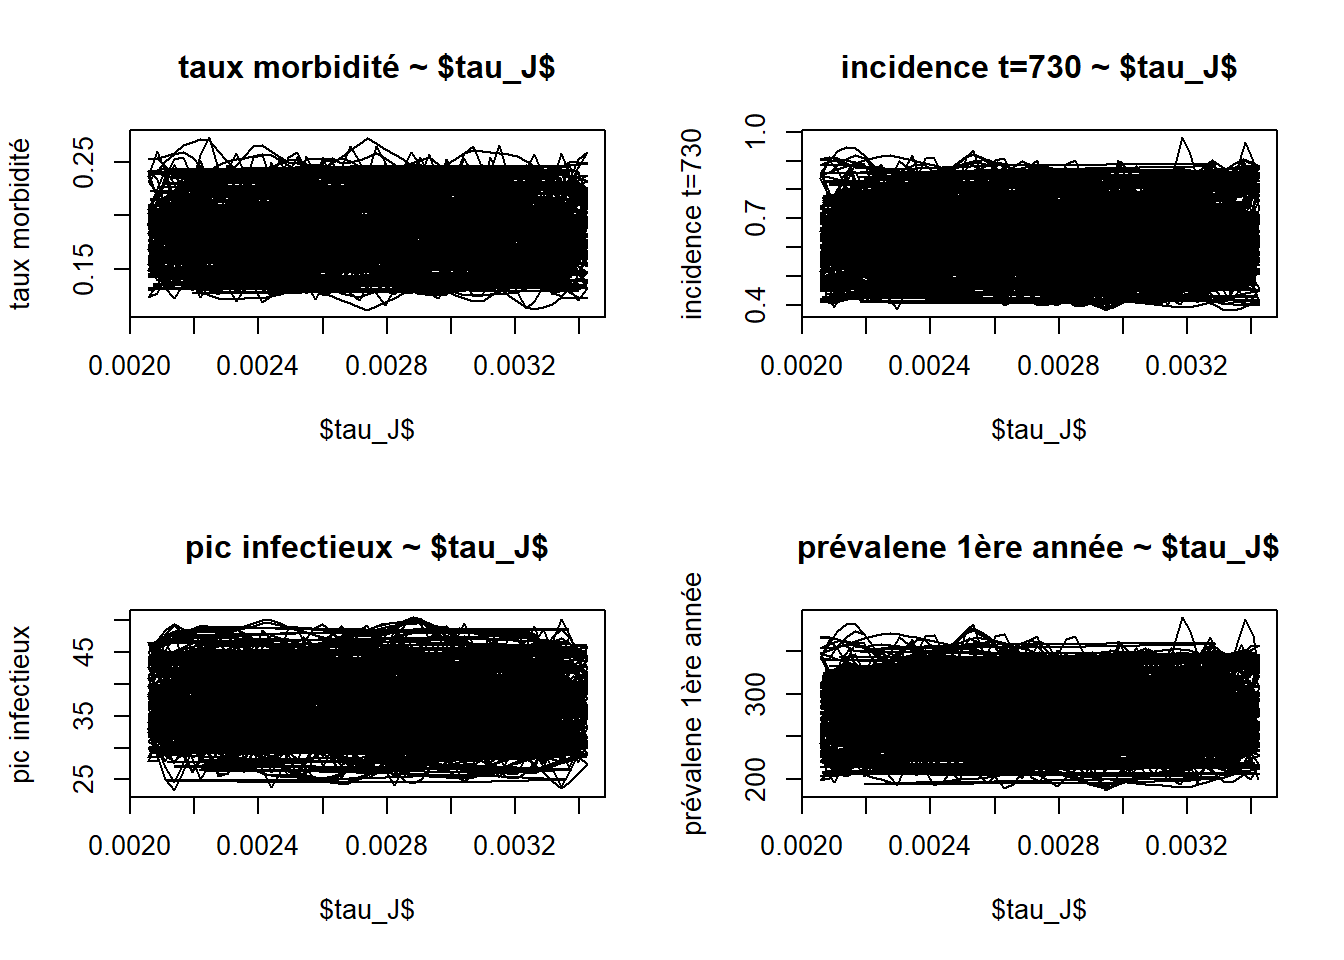 taux morbidité ~ $tau_J$
taux morbidité
0.15 0.25
0.0020 0.0024 0.0028 0.0032
$tau_J$
incidence t=730 ~ $tau_J$
incidence t=730
0.4 0.7 1.0
0.0020 0.0024 0.0028 0.0032
$tau_J$
pic infectieux ~ $tau_J$
pic infectieux
25 35 45
0.0020 0.0024 0.0028 0.0032
$tau_J$
prévalene 1ère année ~ $tau_J$
prévalene 1ère année
200 300
0.0020 0.0024 0.0028 0.0032
$tau_J$